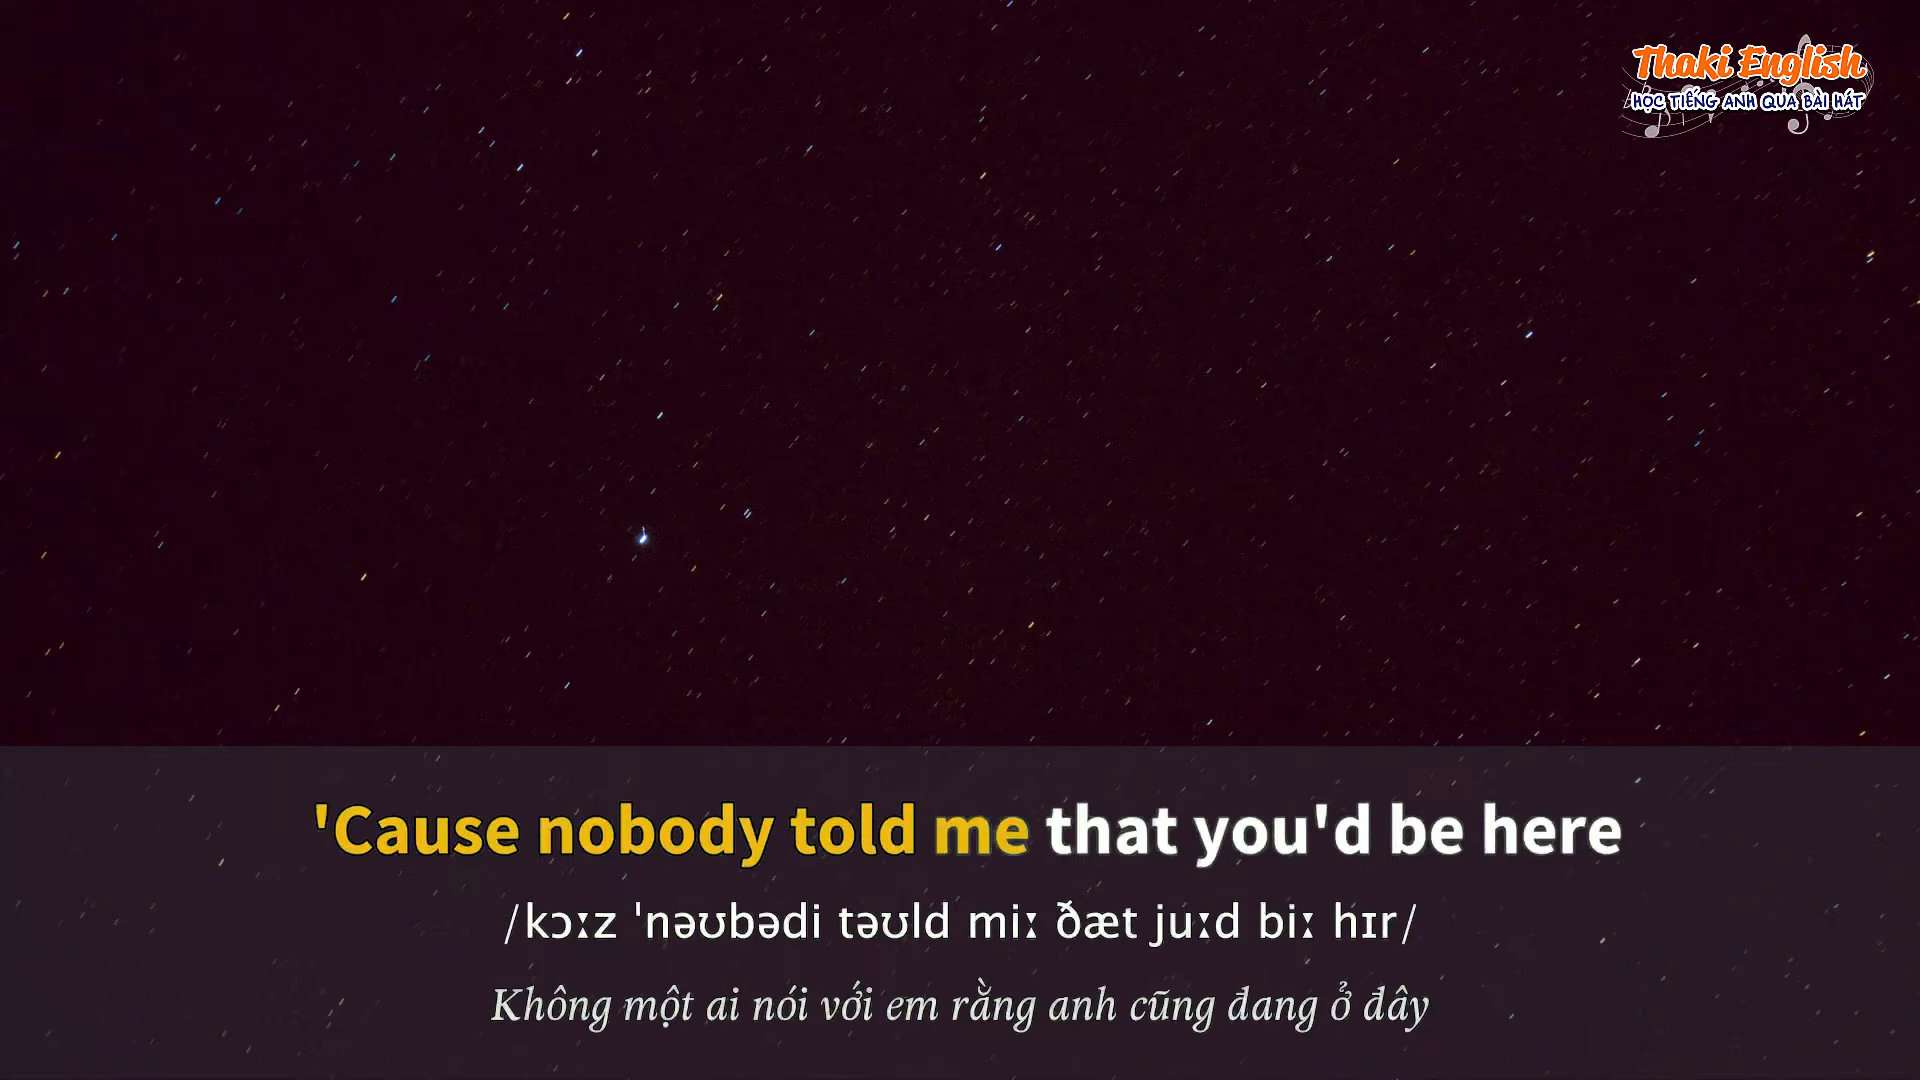 Thaki English
HỌC TIẾNG ANH QUA BÀI HÁT
'Cause nobody told me that you'd be here
/kɔːz ˈnəʊbədi təʊld miː ðæt juːd biː hɪr/
Không một ai nói với em rằng anh cũng đang ở đây